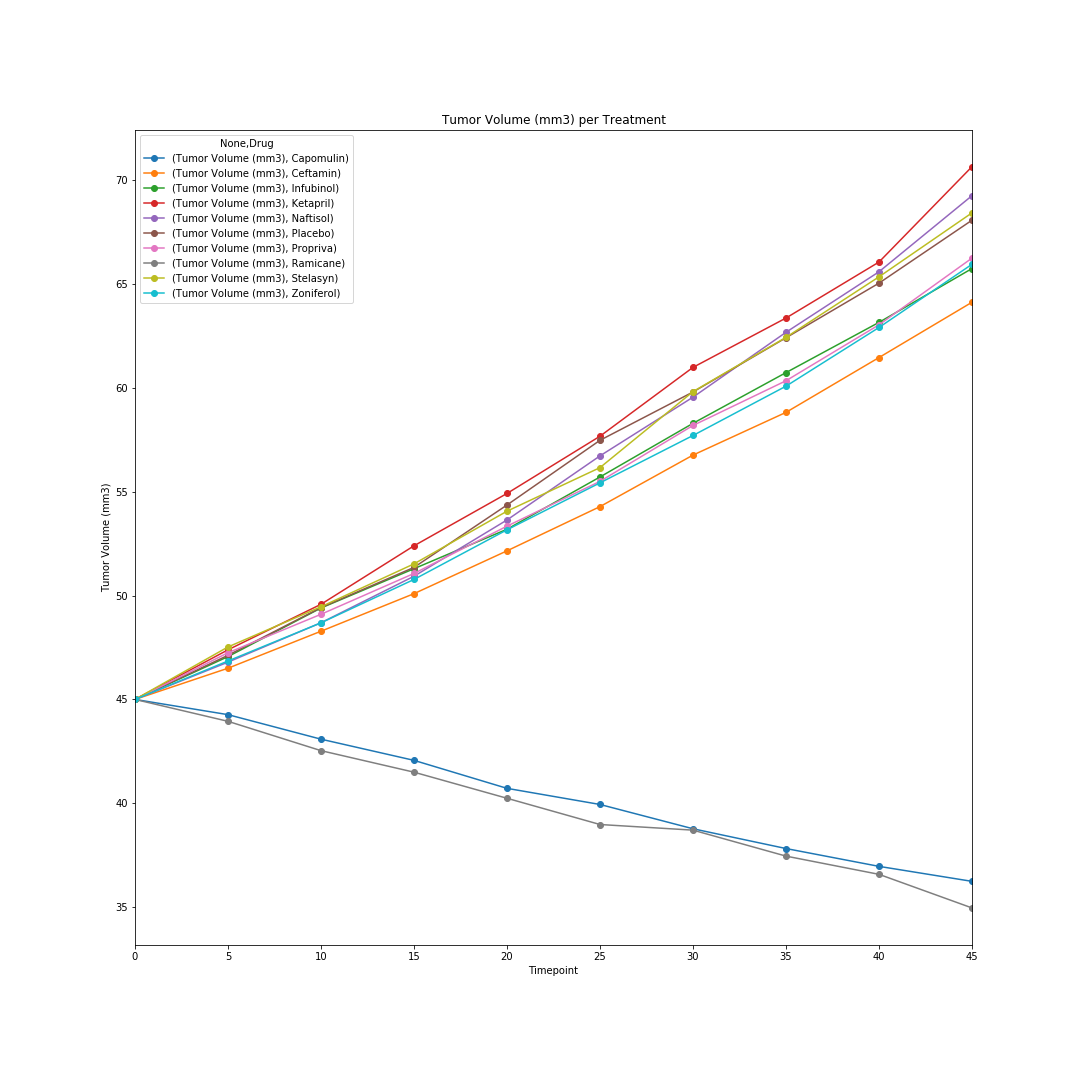 Tumor Volume (mm3) per Treatment
None,Drug
(Tumor Volume (mm3), Capomulin)
(Tumor Volume (mm3), Ceftamin)
(Tumor Volume (mm3), Infubinol)
(Tumor Volume (mm3), Ketapril)
(Tumor Volume (mm3), Naftisol)
(Tumor Volume (mm3), Placebo)
(Tumor Volume (mm3), Propriva)
(Tumor Volume (mm3), Ramicane)
(Tumor Volume (mm3), Stelasyn)
(Tumor Volume (mm3), Zoniferol)
70
65
60
55
50
45
40
35
Tumor Volume (mm3)
0 5 10 15 20 25 30 35 40 45
Timepoint